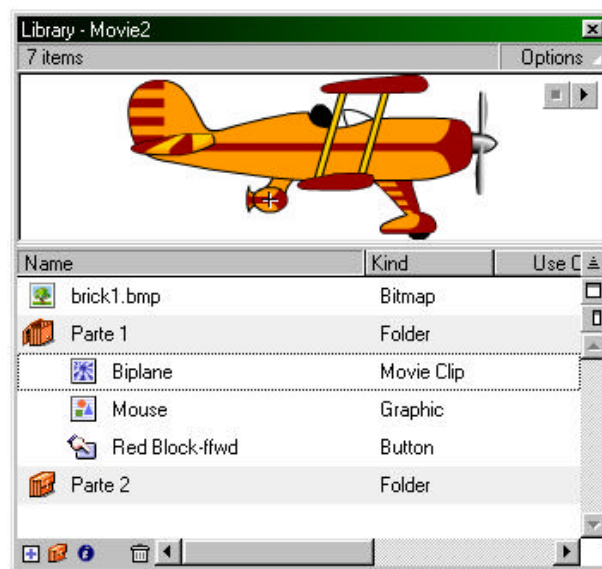 Library - Movie2
7 items Options
Name Kind Use C
brick1.bmp Bitmap
Parte 1 Folder
Biplane Movie Clip
Mouse Graphic
Red Block-ffwd Button
Parte 2 Folder